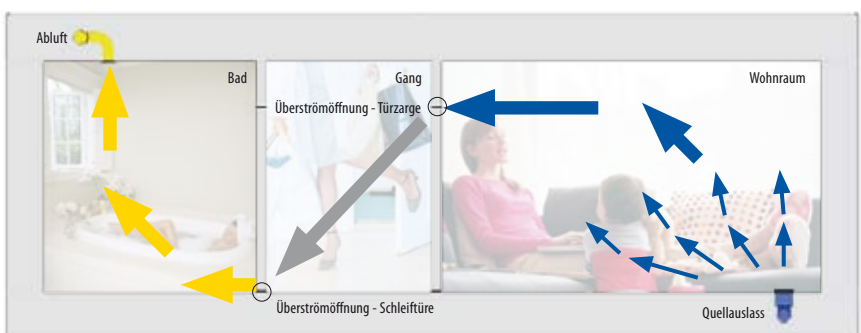 Abluft
Bad
Gang
Wohnraum
Überströmöffnung - Türzarge
Überströmöffnung - Schleiftüre
Quellauslass